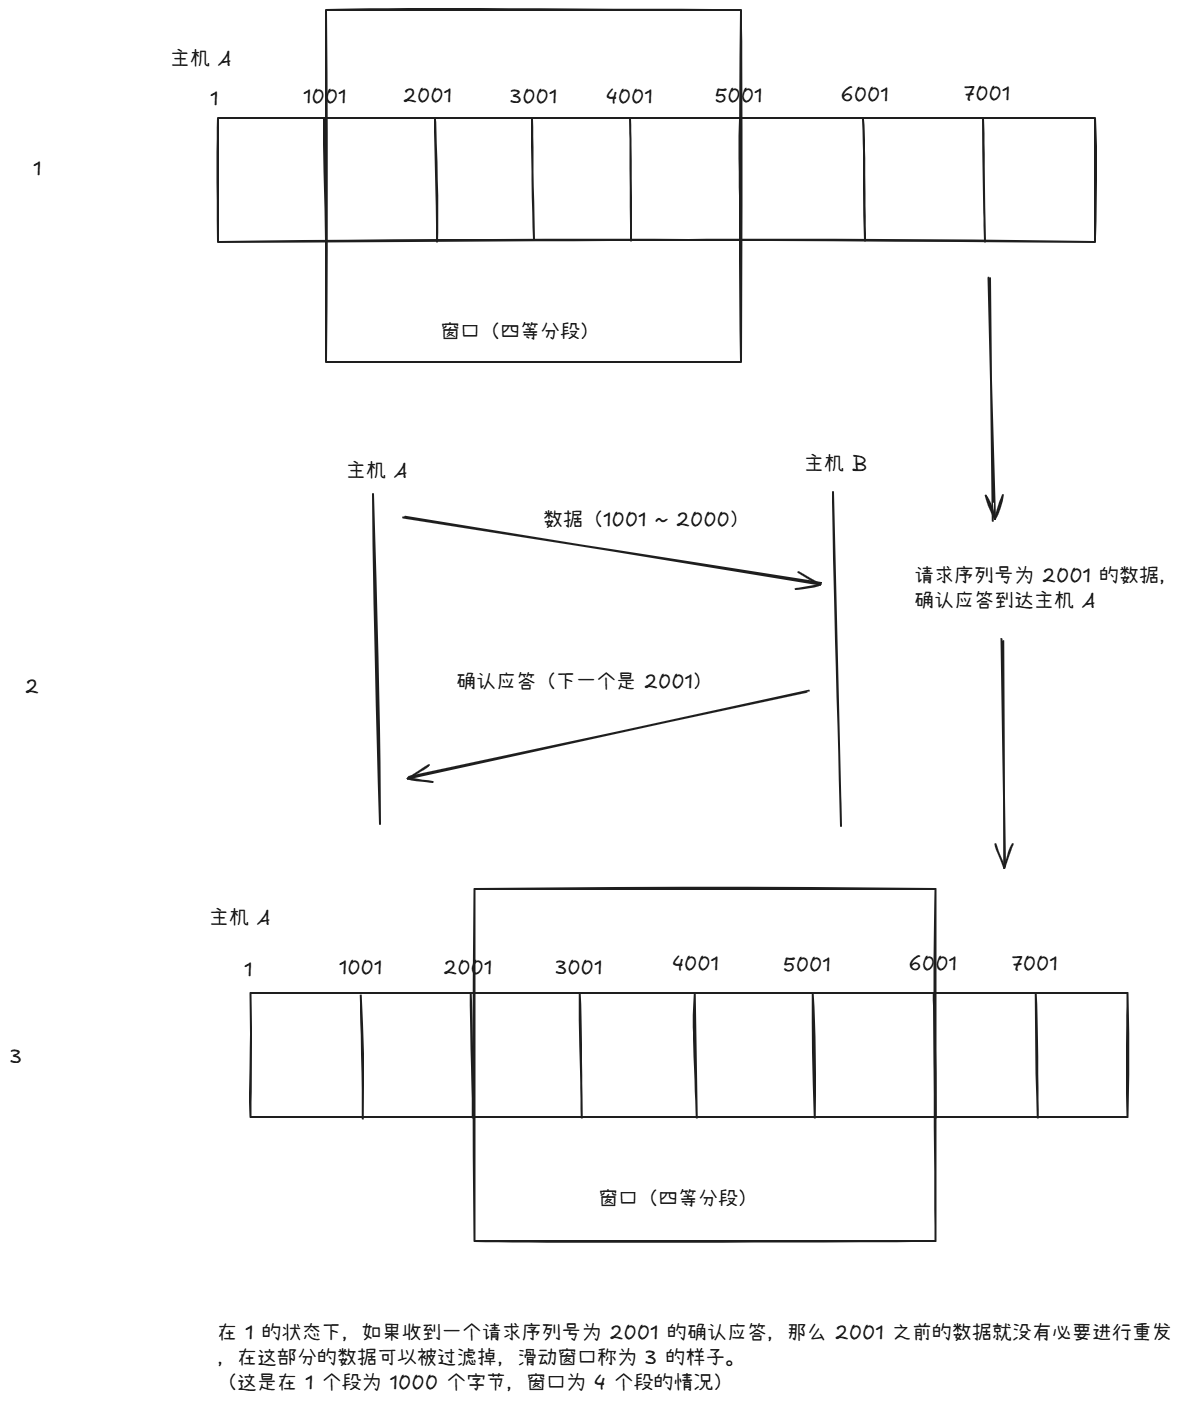 主机 A
1 1001 2001 3001 4001 5001 6001 7001
1
窗口（四等分段）
主机 A
主机 B
数据（1001 ~ 2000）
请求序列号为 2001 的数据，
确认应答到达主机 A
确认应答（下一个是 2001）
2
主机 A
1 1001 2001 3001 4001 5001 6001 7001
3
窗口（四等分段）
在 1 的状态下，如果收到一个请求序列号为 2001 的确认应答，那么 2001 之前的数据就没有必要进行重发
，在这部分的数据可以被过滤掉，滑动窗口称为 3 的样子。
（这是在 1 个段为 1000 个字节，窗口为 4 个段的情况）